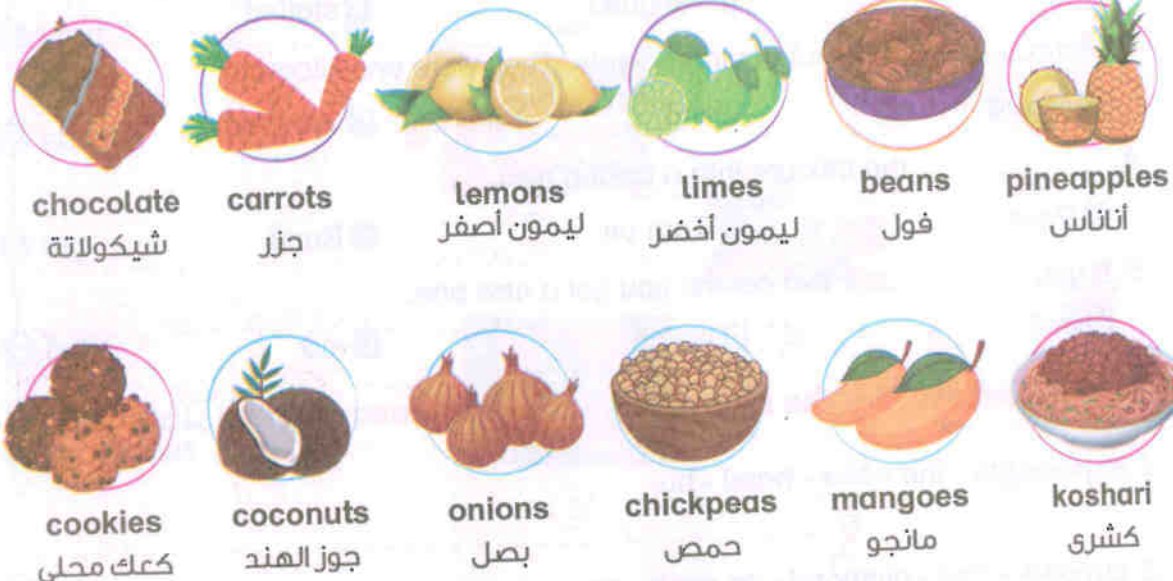 chocolate
شيكولاتة
carrots
جزر
lemons
ليمون أصفر
limes
ليمون أخضر
beans
فول
pineapples
أناناس
cookies
كعك محلى
coconuts
جوز الهند
onions
بصل
chickpeas
حمص
mangoes
مانجو
koshari
كشرى